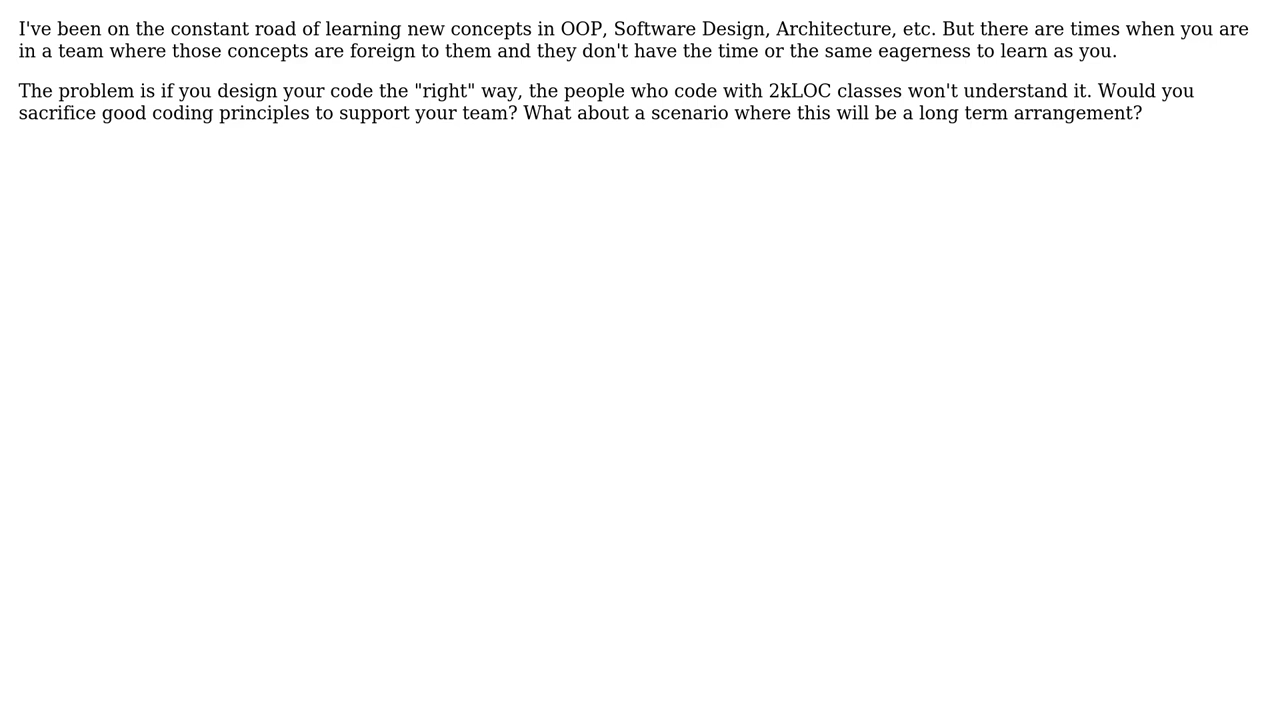 I've been on the constant road of learning new concepts in OOP, Software Design, Architecture, etc. But there are times when you are
in a team where those concepts are foreign to them and they don't have the time or the same eagerness to learn as you.
The problem is if you design your code the "right" way, the people who code with 2kLOC classes won't understand it. Would you
sacrifice good coding principles to support your team? What about a scenario where this will be a long term arrangement?